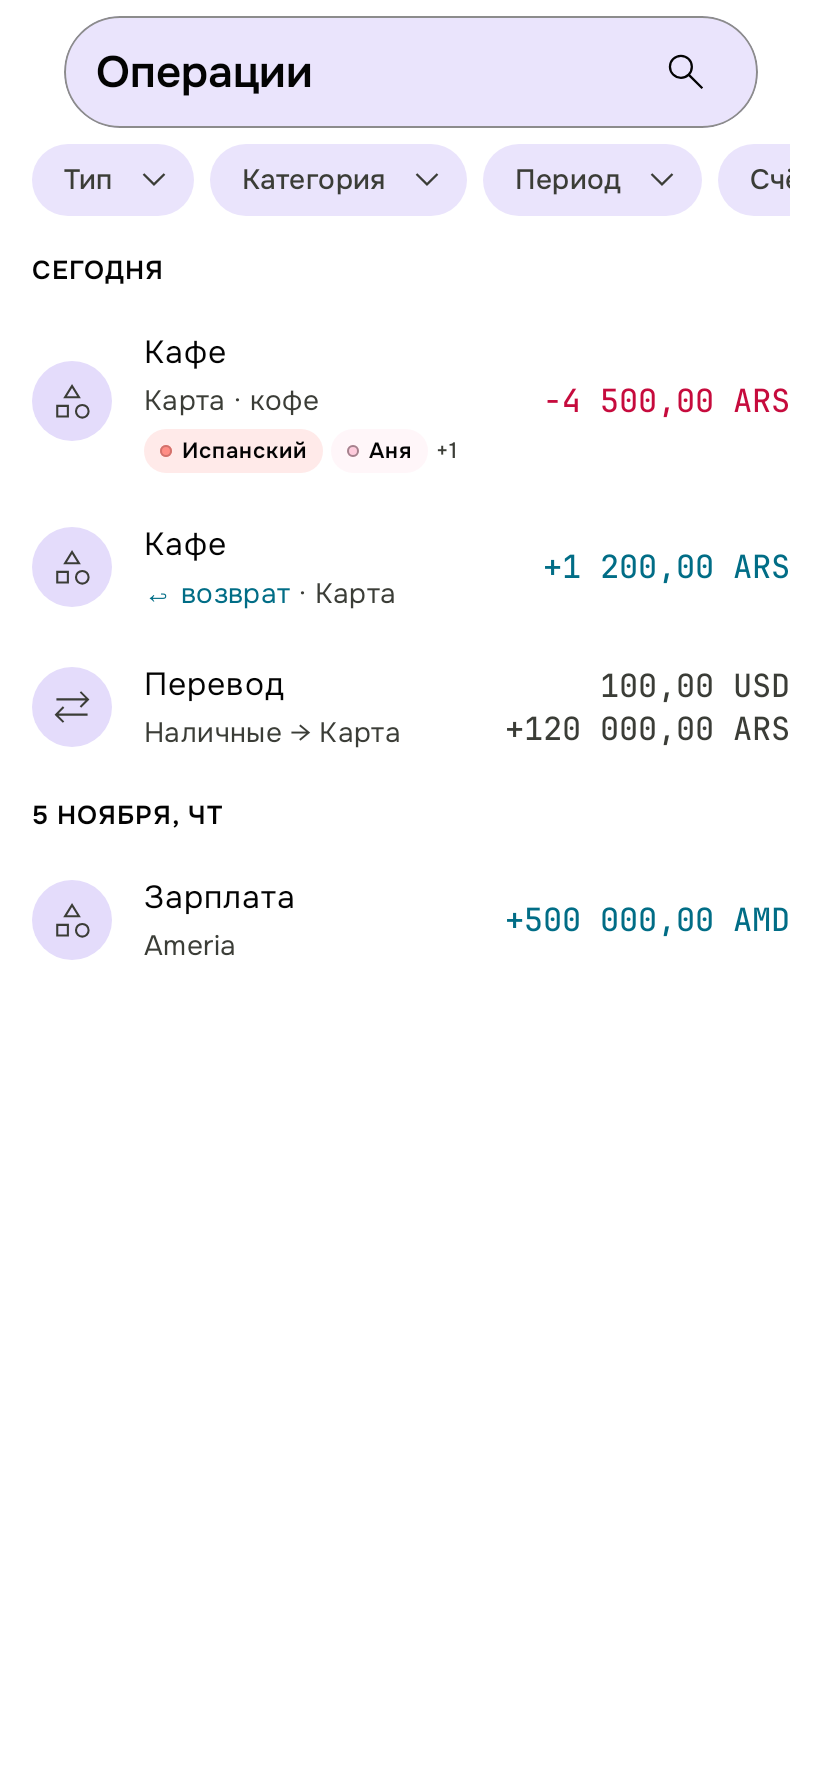 Операции
Тип
Категория
Период
Счё
СЕГОДНЯ
Кафе
Карта · кофе
-4 500,00 ARS
Испанский
Аня
+1
Кафе
↩ возврат · Карта
+1 200,00 ARS
Перевод
100,00 USD
Наличные → Карта
+120 000,00 ARS
5 НОЯБРЯ, ЧТ
Зарплата
Ameria
+500 000,00 AMD